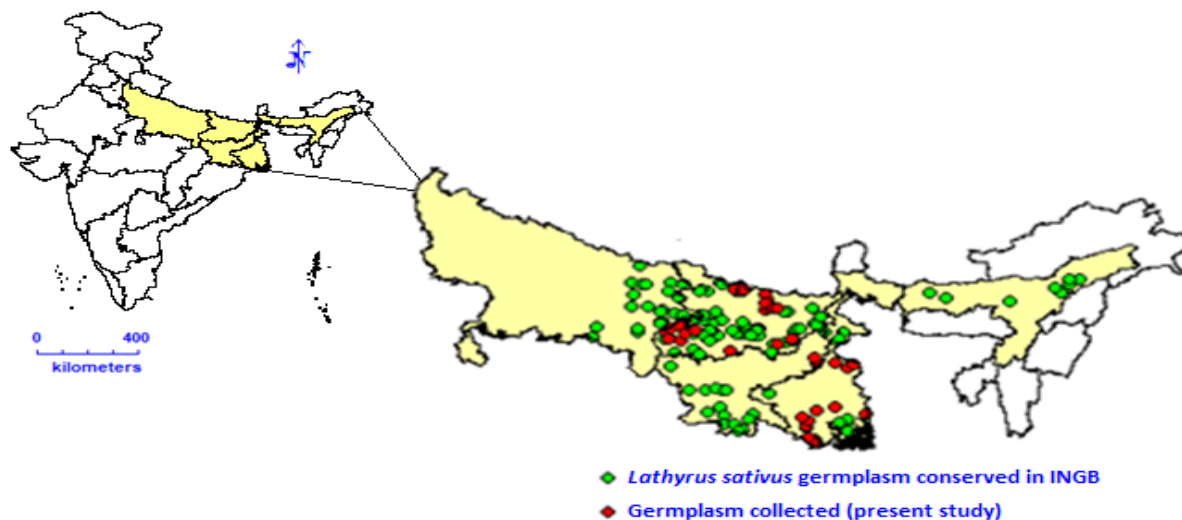 0 400
kilometers
Lathyrus sativus germplasm conserved in INGB
Germplasm collected (present study)